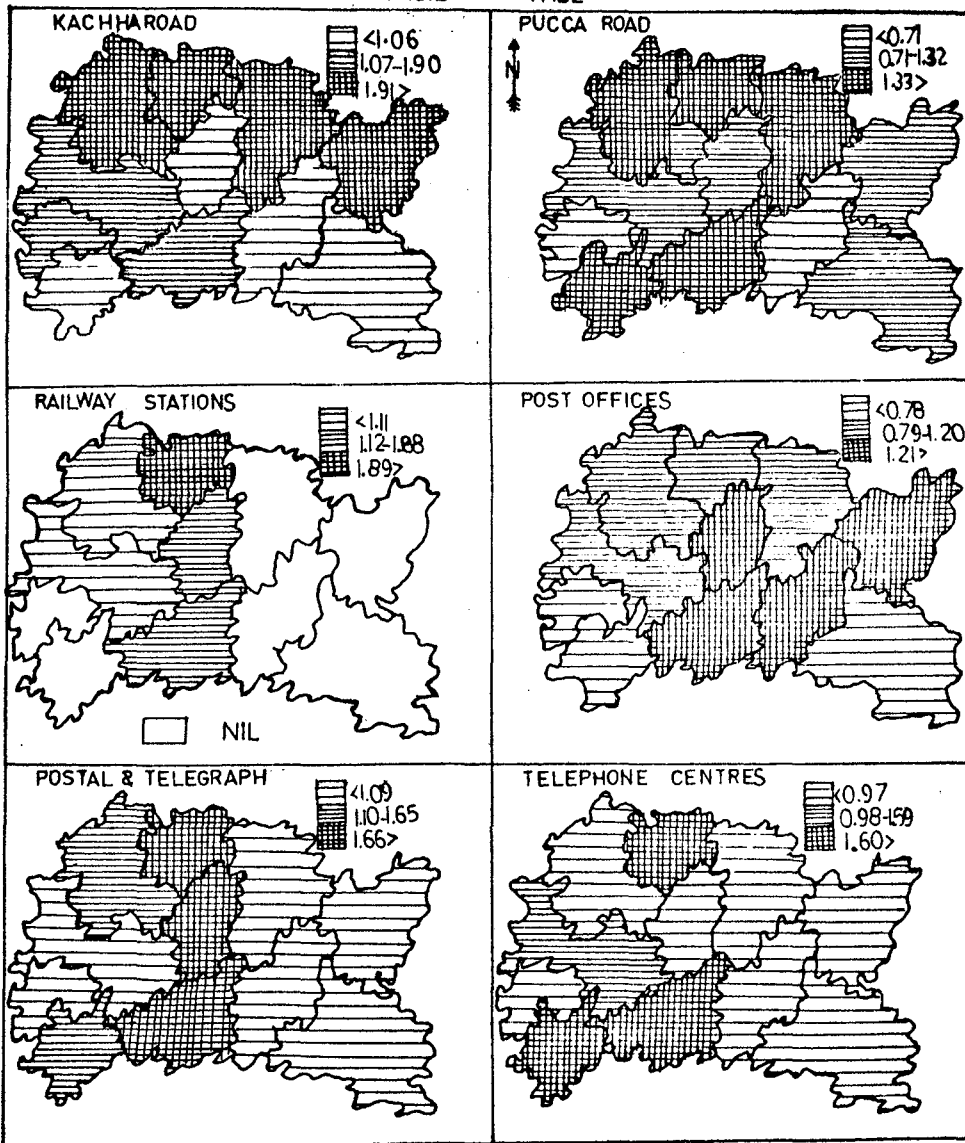 KACHHAROAD
<1.06
1.07-1.90
1.91>
PUCCA ROAD
N
<0.71
0.71-1.32
1.33>
RAILWAY STATIONS
<1.11
1.12-1.88
1.89>
NIL
POST OFFICES
<0.78
0.79-1.20
1.21>
POSTAL & TELEGRAPH
<1.09
1.10-1.65
1.66>
TELEPHONE CENTRES
<0.97
0.98-1.59
1.60>